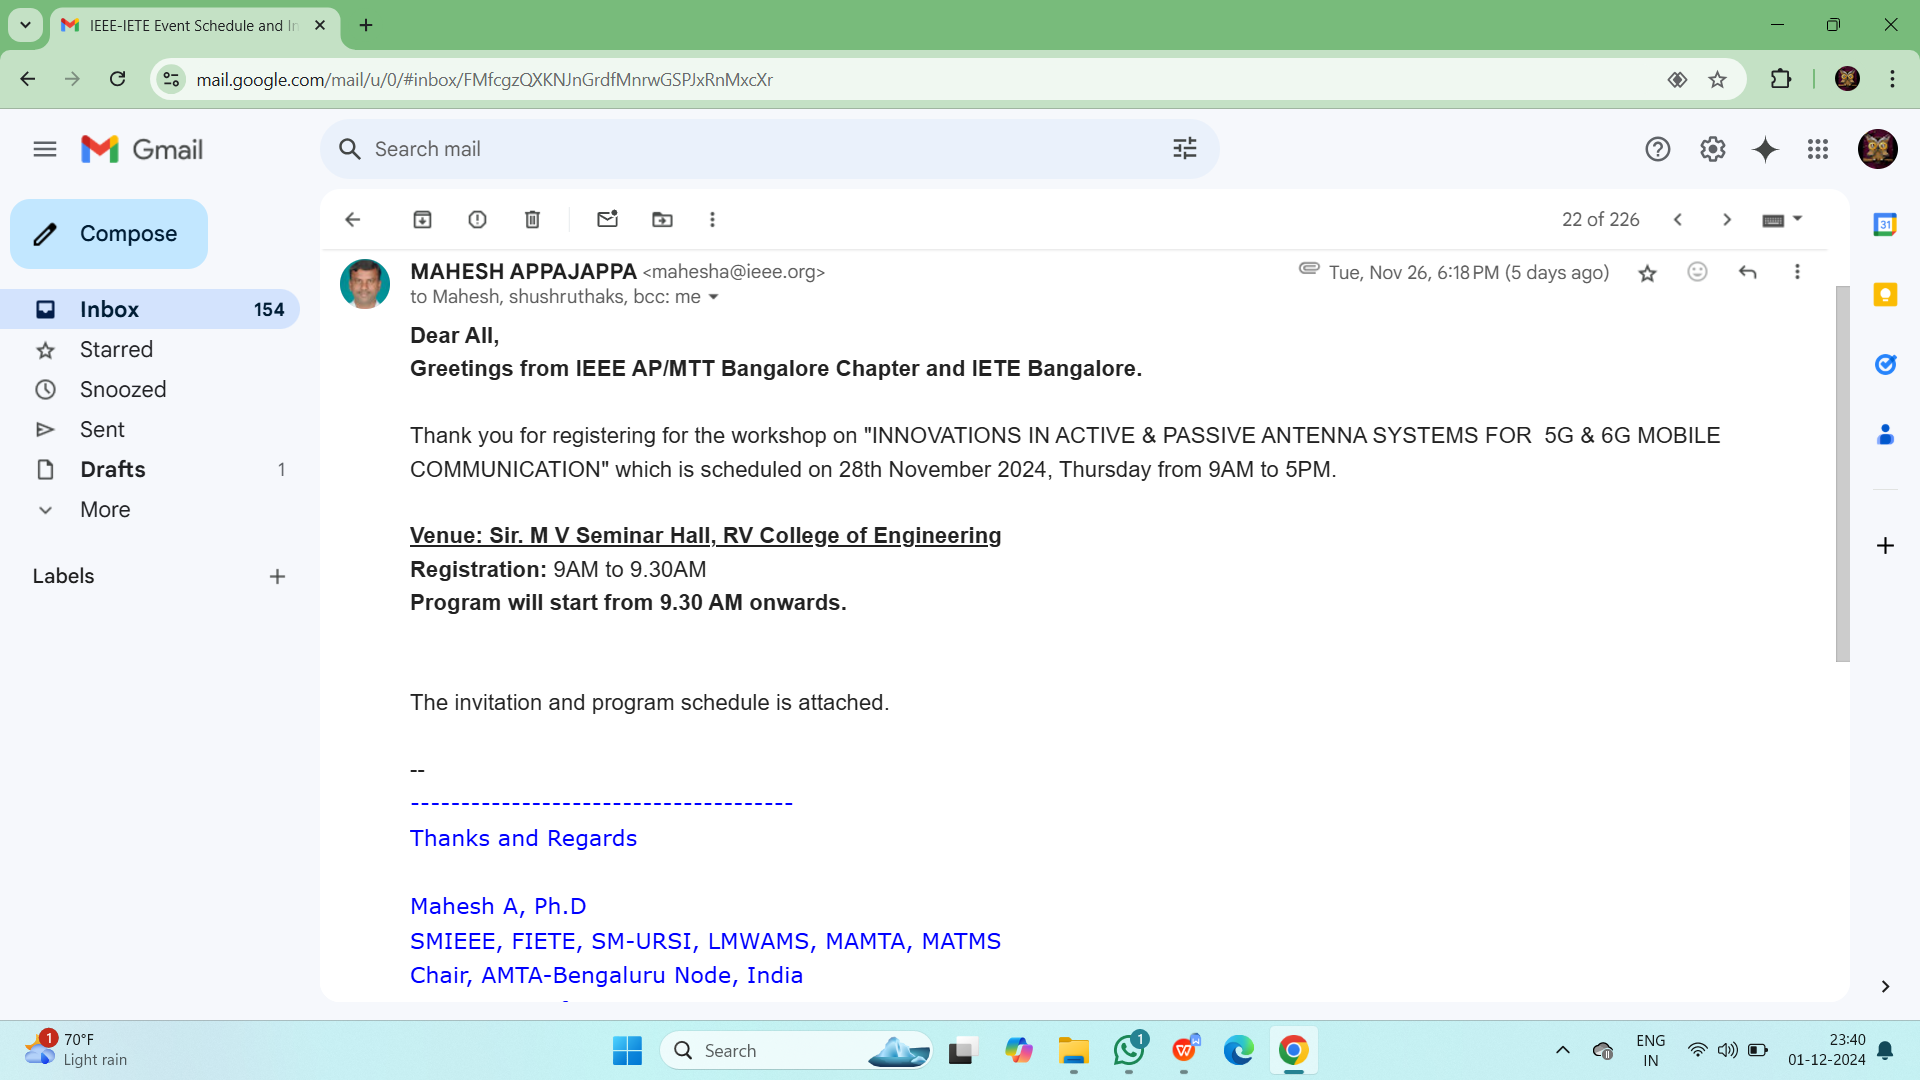 IEEE-IETE Event Schedule and In
mail.google.com/mail/u/0/#inbox/FMfcgzQXKNJnGrdfMnrwGSPJxRnMxcXr
Gmail
Search mail
Compose
22 of 226
31
MAHESH APPAJAPPA <mahesha@ieee.org>
Tue, Nov 26, 6:18 PM (5 days ago)
to Mahesh, shushruthaks, bcc: me
Inbox 154
Starred
Snoozed
Sent
Drafts 1
More
Labels
Dear All,
Greetings from IEEE AP/MTT Bangalore Chapter and IETE Bangalore.
Thank you for registering for the workshop on "INNOVATIONS IN ACTIVE & PASSIVE ANTENNA SYSTEMS FOR  5G & 6G MOBILE
COMMUNICATION" which is scheduled on 28th November 2024, Thursday from 9AM to 5PM.
Venue: Sir. M V Seminar Hall, RV College of Engineering
Registration: 9AM to 9.30AM
Program will start from 9.30 AM onwards.
The invitation and program schedule is attached.
--
--------------------------------------
Thanks and Regards
Mahesh A, Ph.D
SMIEEE, FIETE, SM-URSI, LMWAMS, MAMTA, MATMS
Chair, AMTA-Bengaluru Node, India
1
70°F
Light rain
Search
1
W
ENG
IN
23:40
01-12-2024